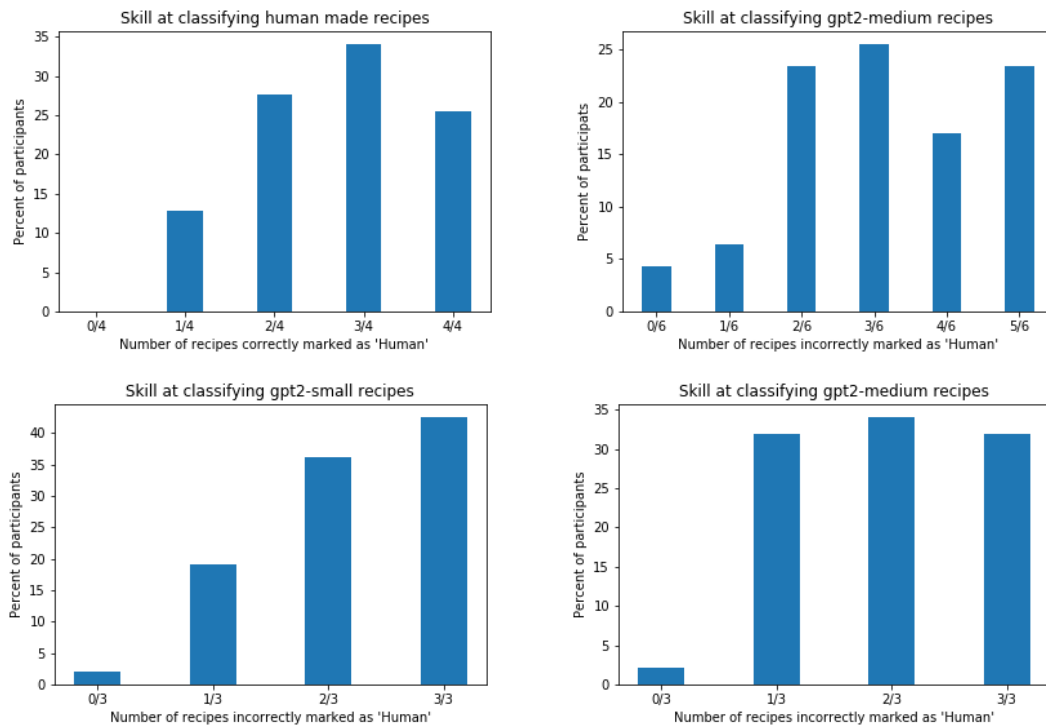 Skill at classifying human made recipes
Percent of participants
35
30
25
20
15
10
5
0
0/4 1/4 2/4 3/4 4/4
Number of recipes correctly marked as 'Human'
Skill at classifying gpt2-medium recipes
Percent of participats
25
20
15
10
5
0
0/6 1/6 2/6 3/6 4/6 5/6
Number of recipes incorrectly marked as 'Human'
Skill at classifying gpt2-small recipes
Percent of participants
40
35
30
25
20
15
10
5
0
0/3 1/3 2/3 3/3
Number of recipes incorrectly marked as 'Human'
Skill at classifying gpt2-medium recipes
Percent of participants
35
30
25
20
15
10
5
0
0/3 1/3 2/3 3/3
Number of recipes incorrectly marked as 'Human'